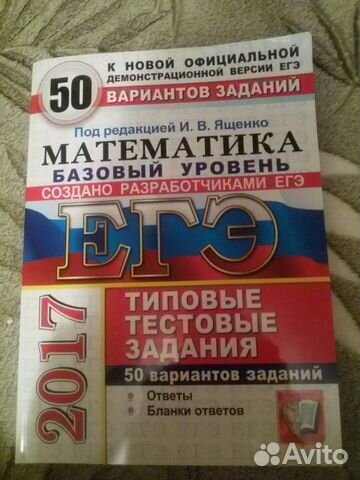 К НОВОЙ ОФИЦИАЛЬНОЙ
ДЕМОНСТРАЦИОННОЙ ВЕРСИИ ЕГЭ
50
ВАРИАНТОВ ЗАДАНИЙ
Под редакцией И. В. Ященко
МАТЕМАТИКА
БАЗОВЫЙ УРОВЕНЬ
СОЗДАНО РАЗРАБОТЧИКАМИ ЕГЭ
ЕГЭ
2017
ТИПОВЫЕ
ТЕСТОВЫЕ
ЗАДАНИЯ
50 вариантов заданий
Ответы
Бланки ответов
Avito